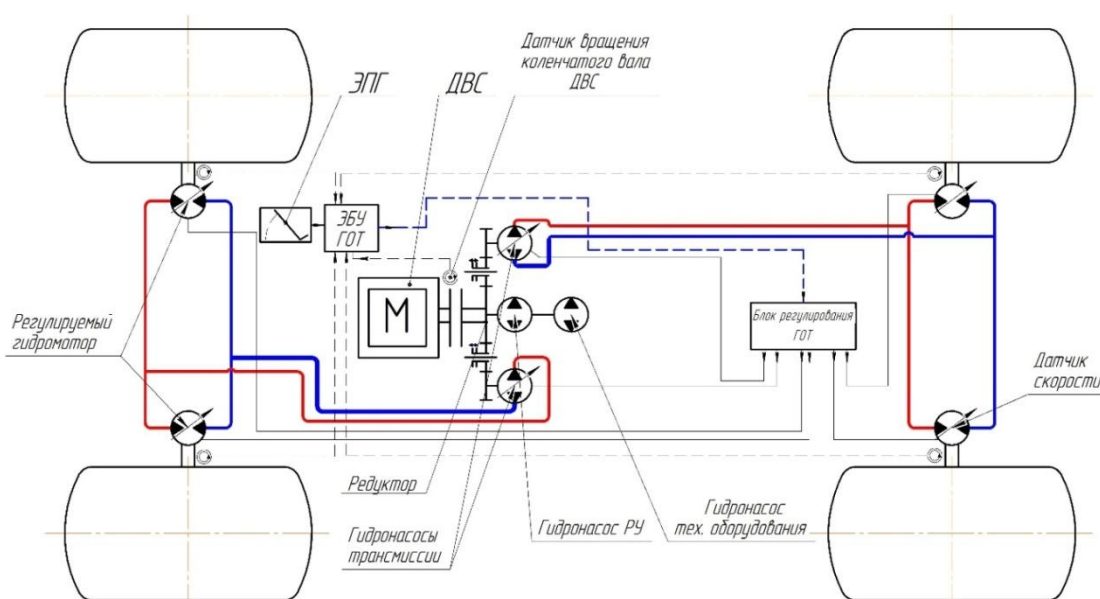 Датчик вращения
коленчатого вала
ДВС
ЭПГ
ДВС
ЭБУ
ГОТ
М
Регулируемый
гидромотор
Блок регулирования
ГОТ
Датчик
скорости
Редуктор
Гидронасосы
трансмиссии
Гидронасос РУ
Гидронасос
тех. оборудования